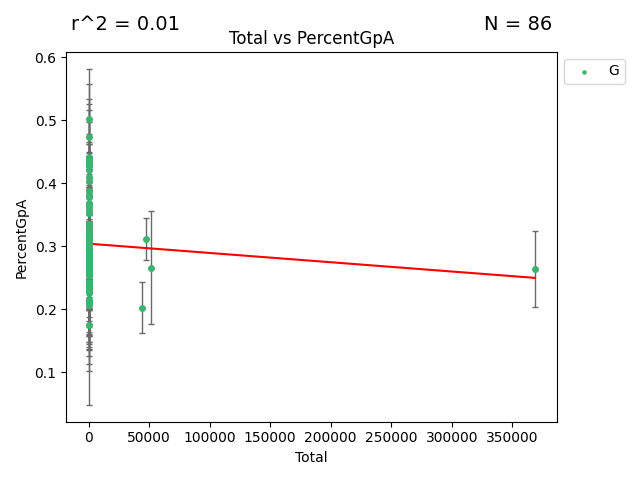 r^2 = 0.01
N = 86
Total vs PercentGpA
G
0.6
0.5
0.4
0.3
0.2
0.1
PercentGpA
0 50000 100000 150000 200000 250000 300000 350000
Total